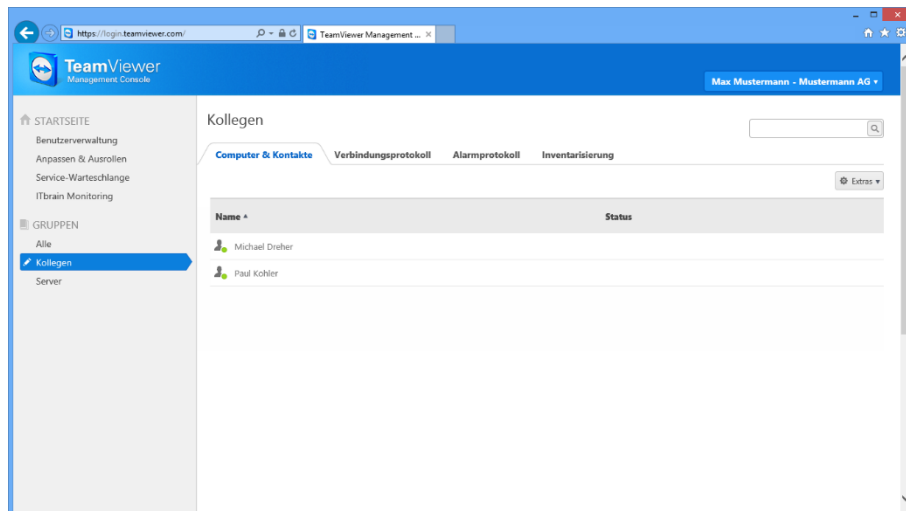 https://login.teamviewer.com/
TeamViewer Management ...
TeamViewer
Management Console
Max Mustermann - Mustermann AG
STARTSEITE
Benutzerverwaltung
Anpassen & Ausrollen
Service-Warteschlange
ITbrain Monitoring
GRUPPEN
Alle
Kollegen
Server
Kollegen
Computer & Kontakte Verbindungsprotokoll Alarmprotokoll Inventarisierung
Extras
Name Status
Michael Dreher
Paul Kohler